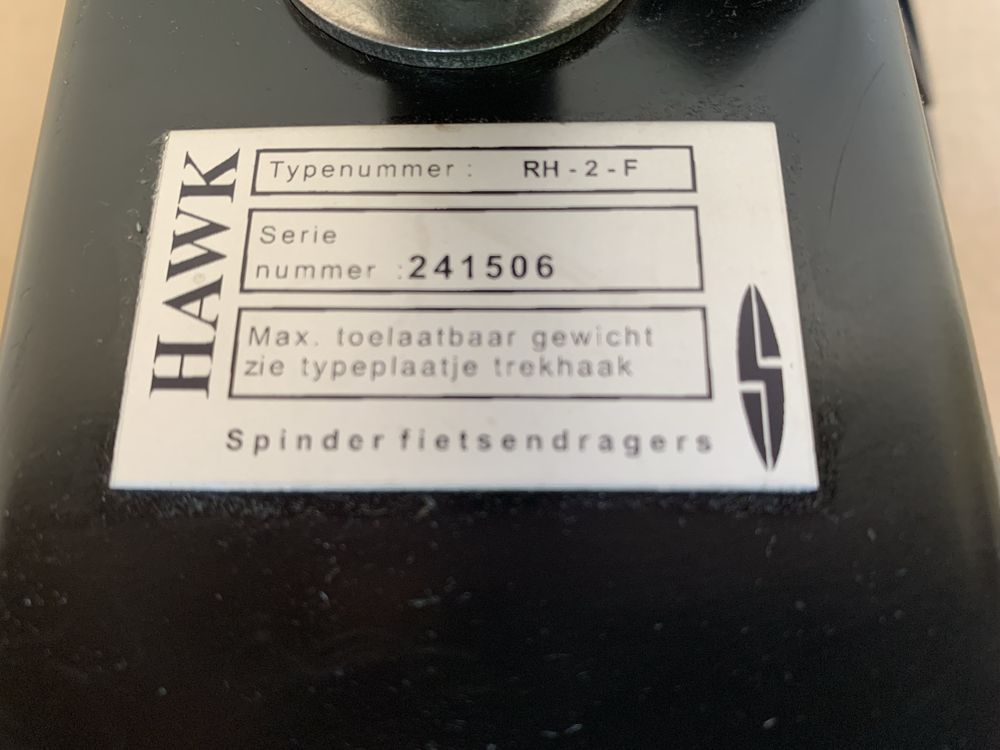 HAWK
Typenummer : RH - 2 - F
Serie
nummer : 241506
Max. toelaatbaar gewicht
zie typeplaatje trekhaak
Spinder fietsendragers